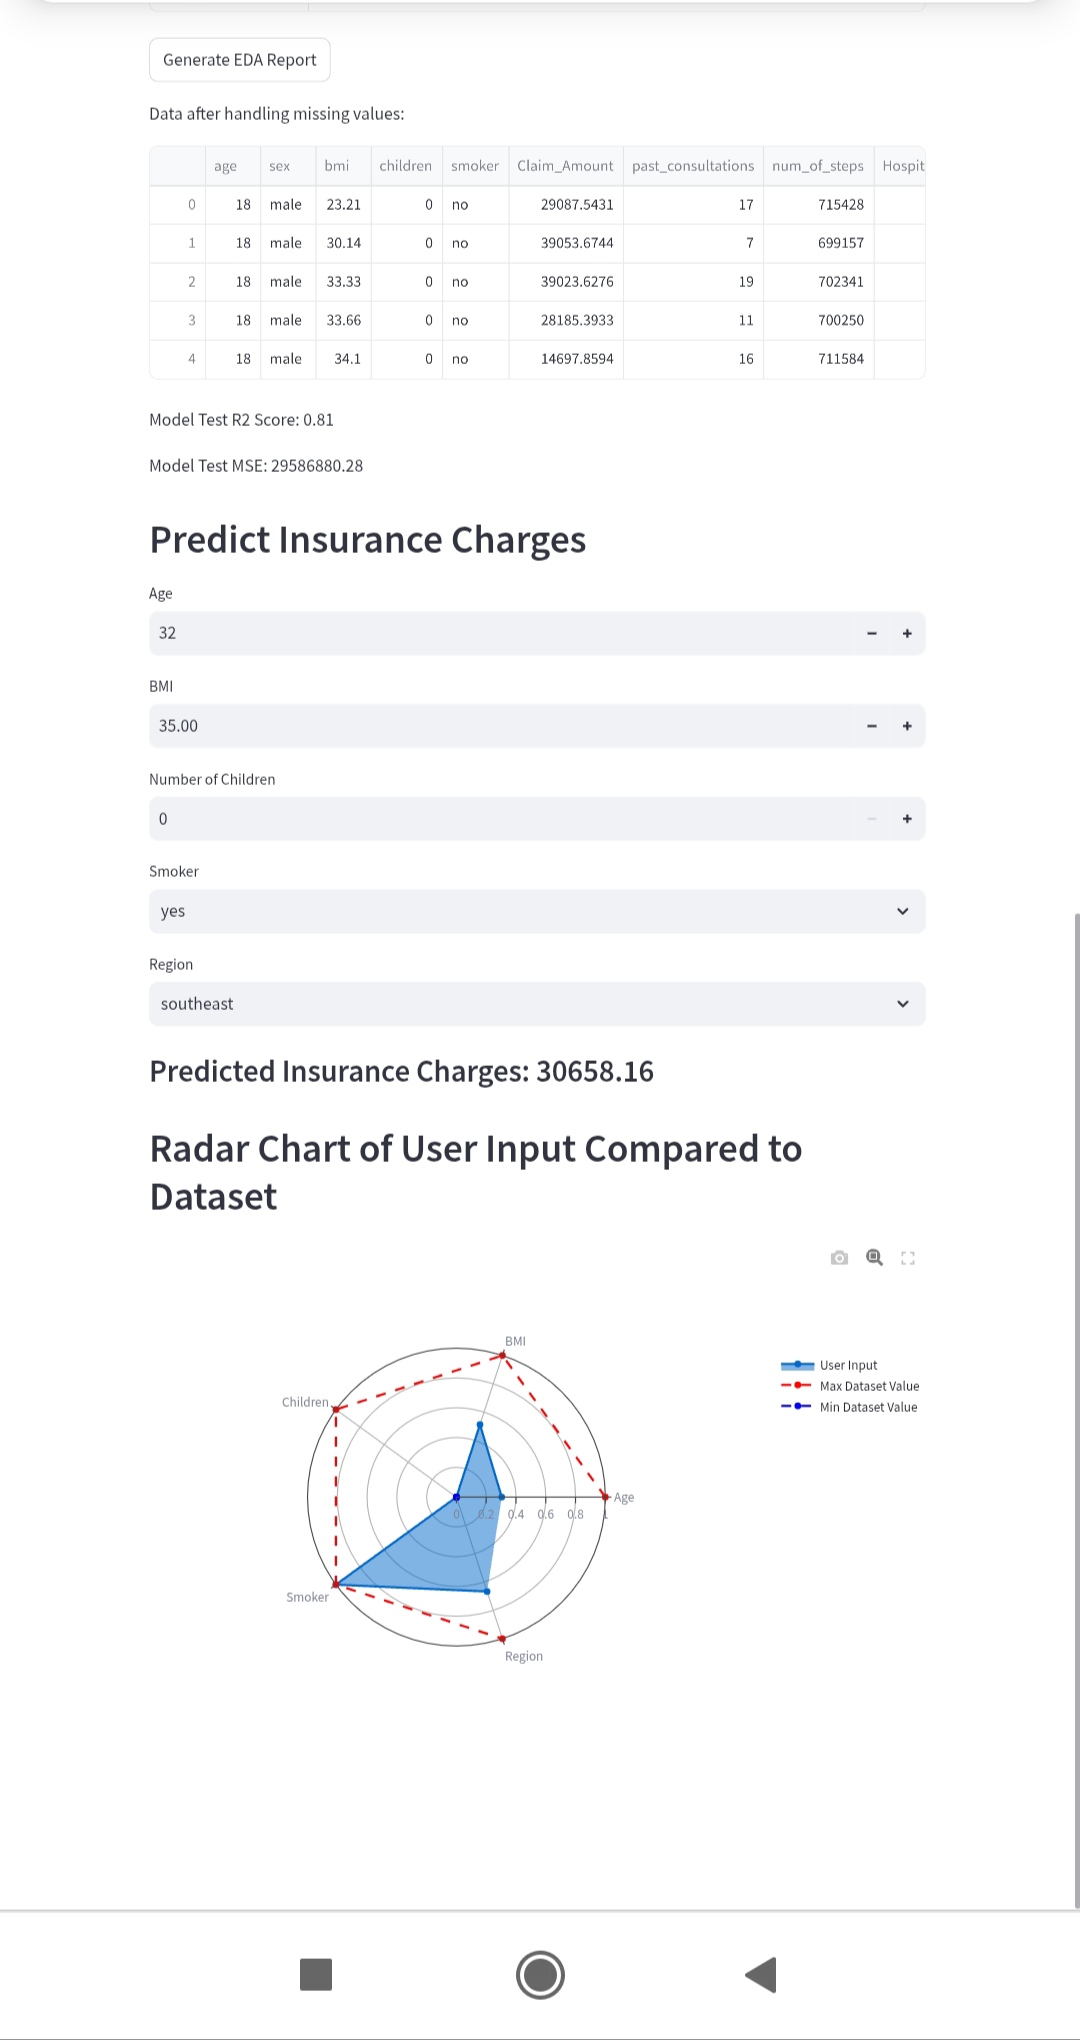 Generate EDA Report
Data after handling missing values:
age sex bmi children smoker Claim_Amount past_consultations num_of_steps Hospit
0 18 male 23.21 0 no 29087.5431 17 715428
1 18 male 30.14 0 no 39053.6744 7 699157
2 18 male 33.33 0 no 39023.6276 19 702341
3 18 male 33.66 0 no 28185.3933 11 700250
4 18 male 34.1 0 no 14697.8594 16 711584
Model Test R2 Score: 0.81
Model Test MSE: 29586880.28
Predict Insurance Charges
Age
32
BMI
35.00
Number of Children
0
Smoker
yes
Region
southeast
Predicted Insurance Charges: 30658.16
Radar Chart of User Input Compared to
Dataset
BMI
User Input
Max Dataset Value
Min Dataset Value
Children
Age
0 0.2 0.4 0.6 0.8 1
Smoker
Region